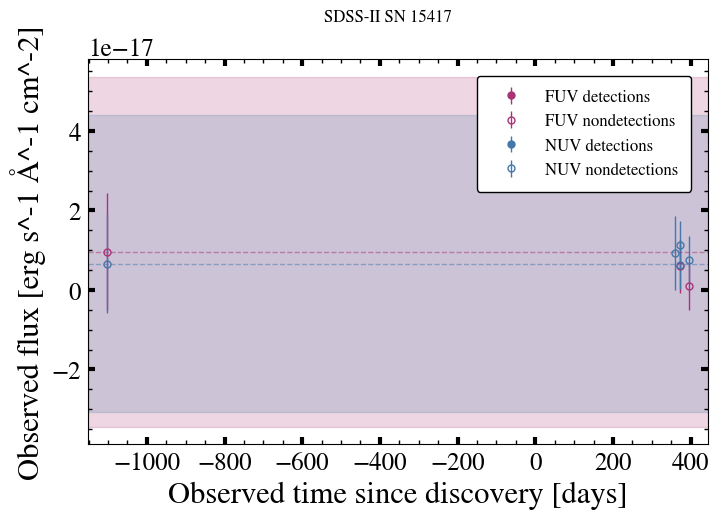 SDSS-II SN 15417
1e−17
Observed flux [erg s^-1 Å^-1 cm^-2]
4
2
0
−2
FUV detections
FUV nondetections
NUV detections
NUV nondetections
−1000 −800 −600 −400 −200 0 200 400
Observed time since discovery [days]